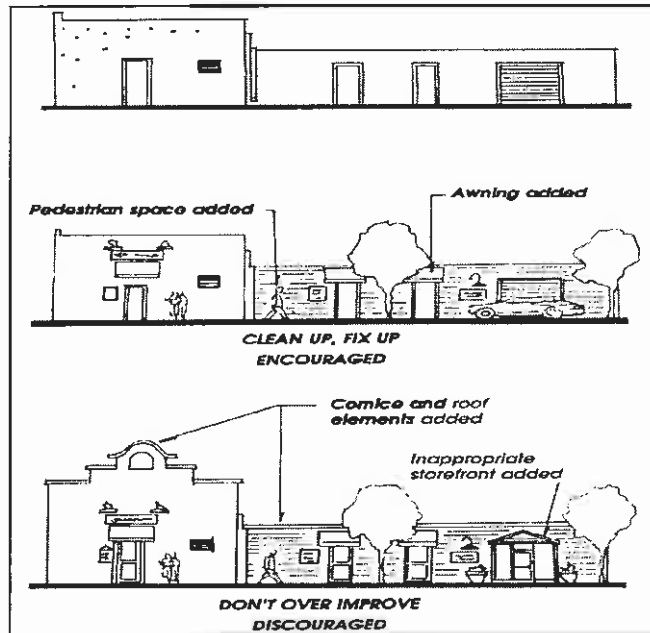 Pedestrian space added
Awning added
CLEAN UP, FIX UP
ENCOURAGED
Cornice and roof
elements added
Inappropriate
storefront added
DON'T OVER IMPROVE
DISCOURAGED